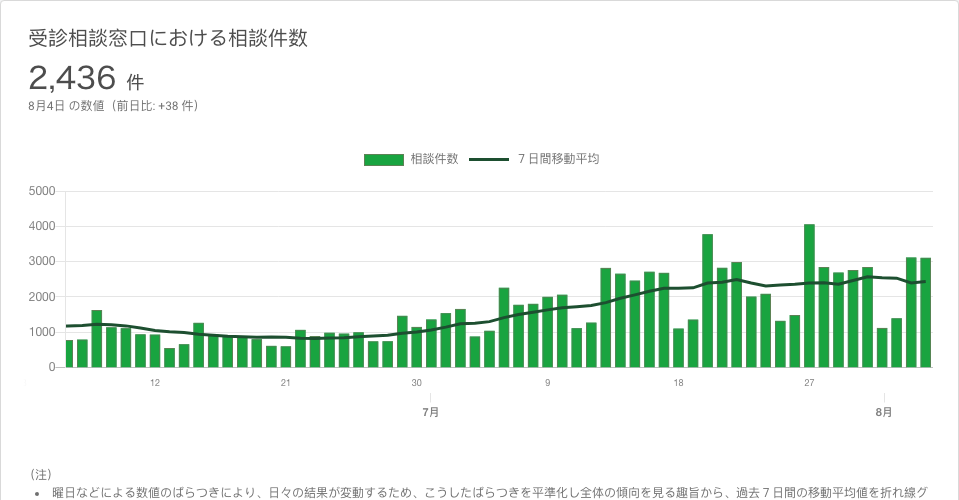 受診相談窓口における相談件数
2,436 件
8月4日 の数値（前日比: +38 件）
相談件数 7日間移動平均
5000
4000
3000
2000
1000
0
12 21 30 9 18 27
7月 8月
（注）
• 曜日などによる数値のばらつきにより、日々の結果が変動するため、こうしたばらつきを平準化し全体の傾向を見る趣旨から、過去７日間の移動平均値を折れ線グ